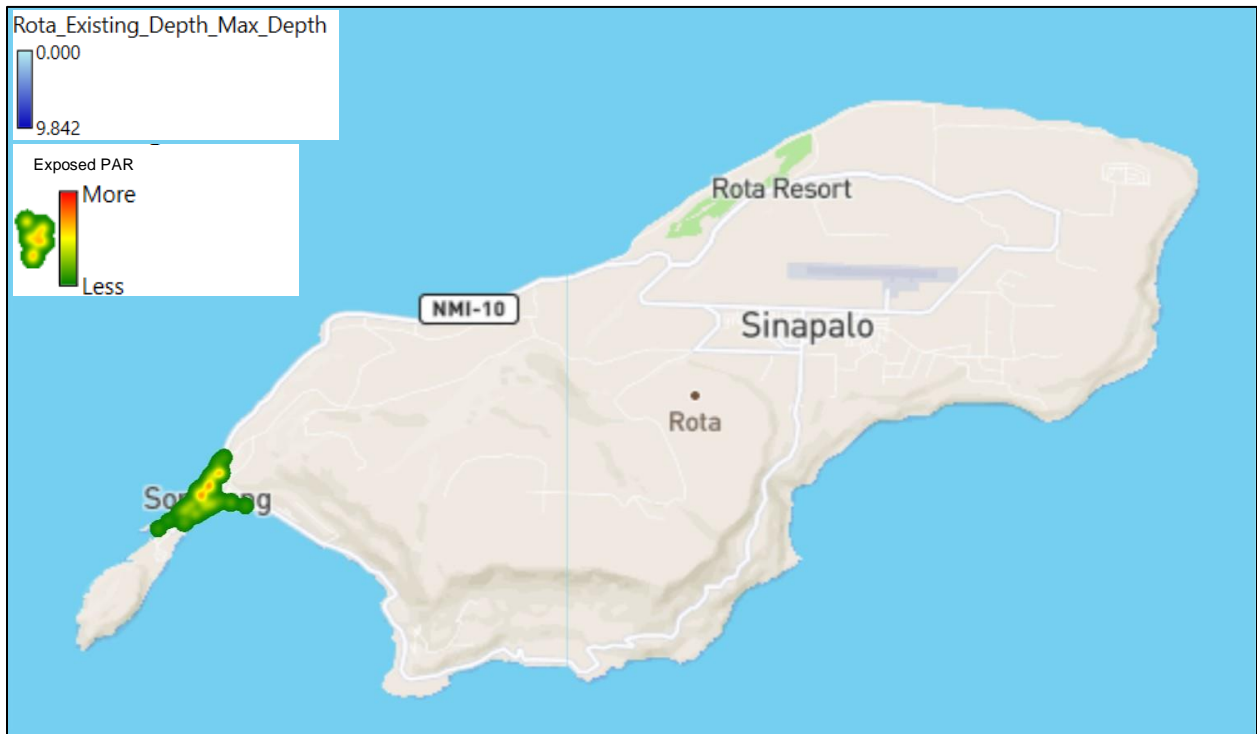 Rota_Existing_Depth_Max_Depth
0.000
9.842
Exposed PAR
More
Less
Rota Resort
NMI-10
Sinapalo
Rota